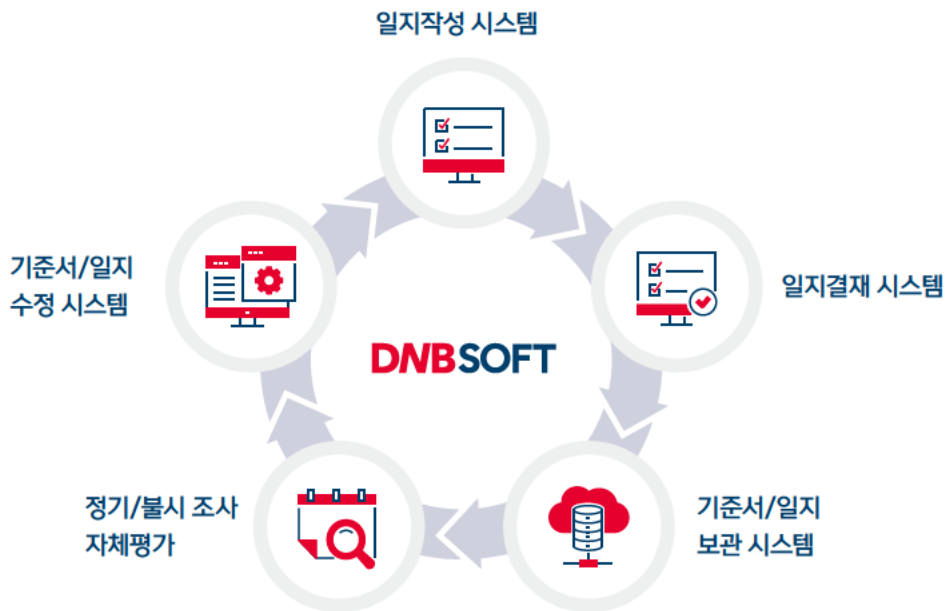 일지작성 시스템
기준서/일지
수정 시스템
일지결재 시스템
DNBSOFT
정기/불시 조사
자체평가
기준서/일지
보관 시스템